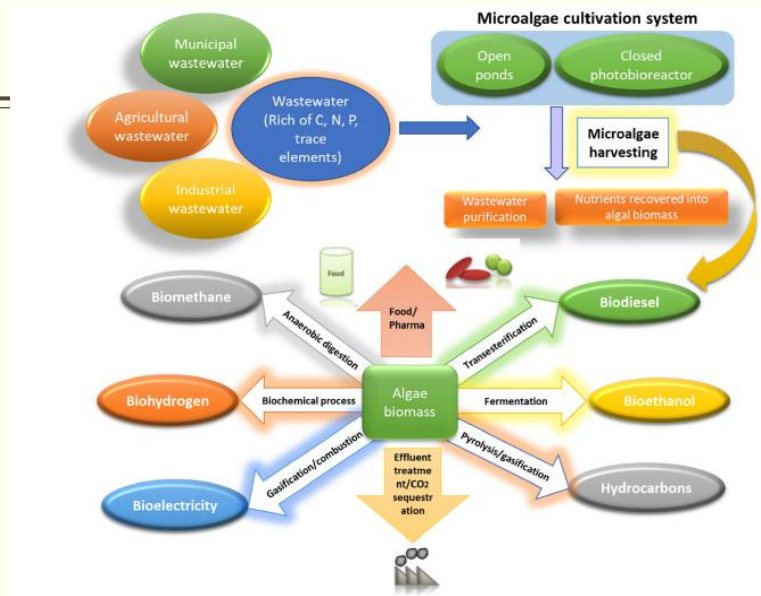 Microalgae cultivation system
Municipal
wastewater
Agricultural
wastewater
Industrial
wastewater
Wastewater
(Rich of C, N, P,
trace
elements)
Open
ponds
Closed
photobioreactor
Microalgae
harvesting
Wastewater
purification
Nutrients recovered into
algal biomass
Food
Food/
Pharma
Biomethane
Anaerobic digestion
Transesterification
Biodiesel
Biohydrogen
Biochemical process
Algae
biomass
Fermentation
Bioethanol
Bioelectricity
Gasification/combustion
Effluent
treatme
nt/CO2
sequestr
ation
Pyrolysis/gasification
Hydrocarbons